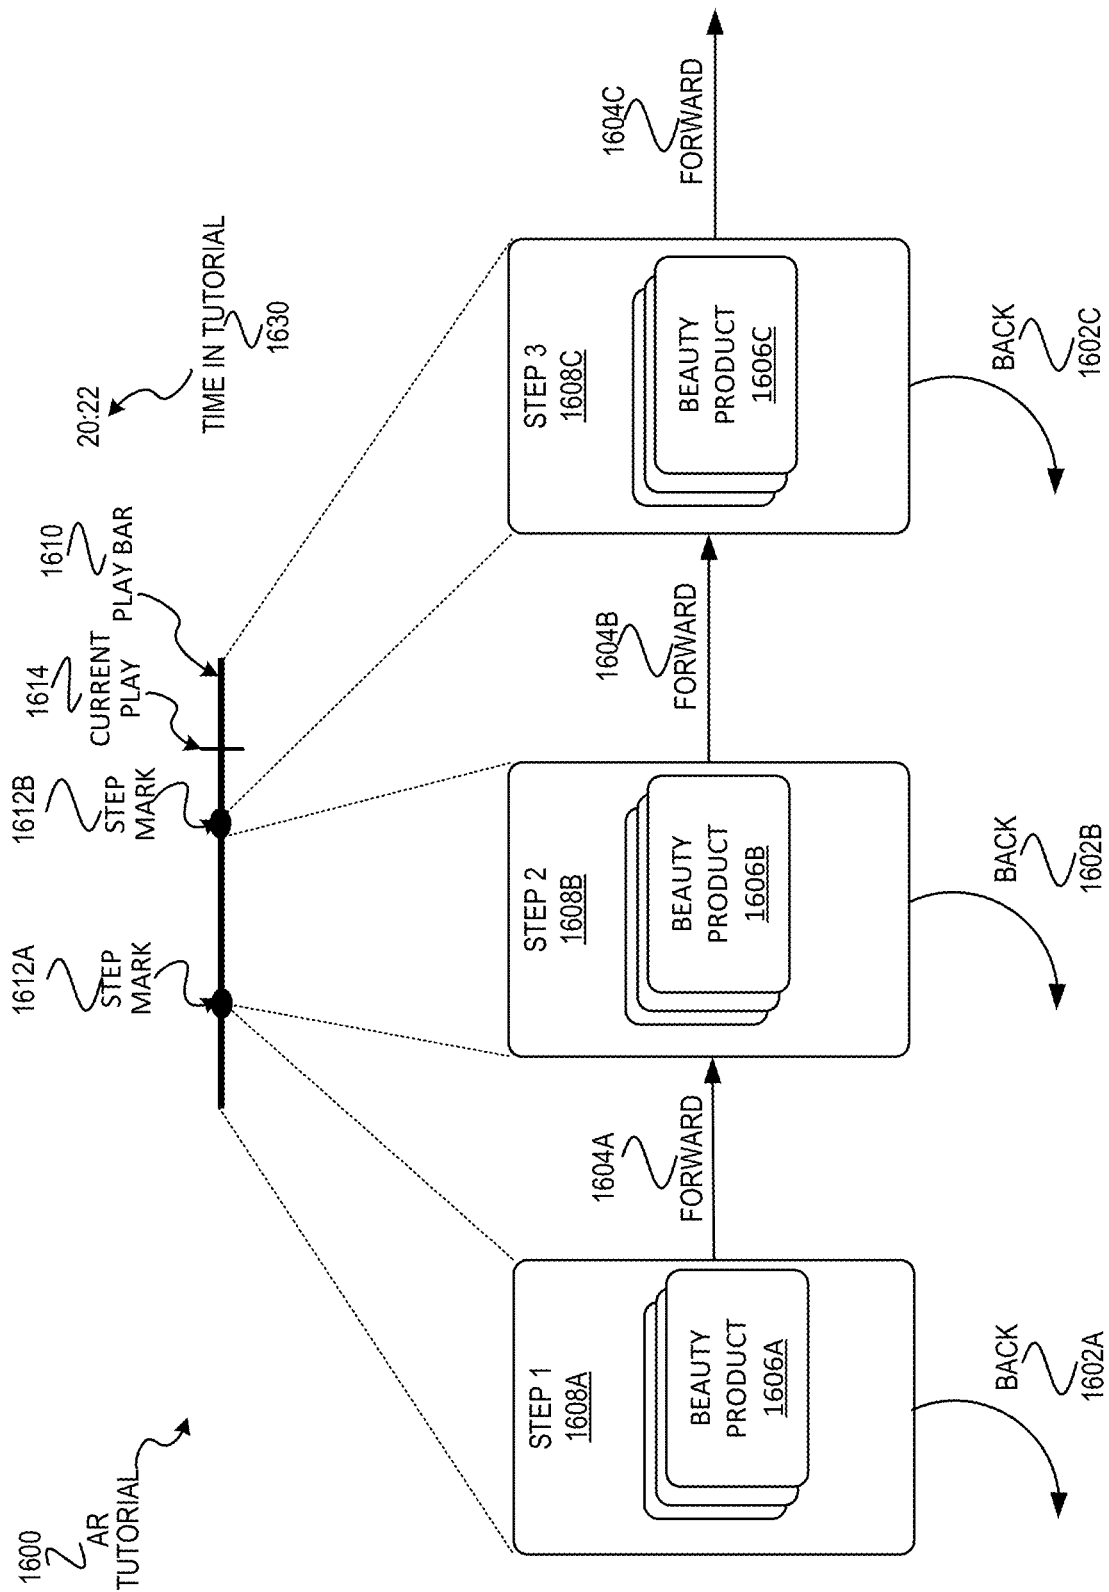 1600
AR
TUTORIAL
1612A
STEP
MARK
1612B
STEP
MARK
1614
CURRENT
PLAY
1610
PLAY BAR
20:22
TIME IN TUTORIAL
1630
STEP 1
1608A
BEAUTY
PRODUCT
1606A
1604A
FORWARD
STEP 2
1608B
BEAUTY
PRODUCT
1606B
1604B
FORWARD
STEP 3
1608C
BEAUTY
PRODUCT
1606C
1604C
FORWARD
BACK
1602A
BACK
1602B
BACK
1602C